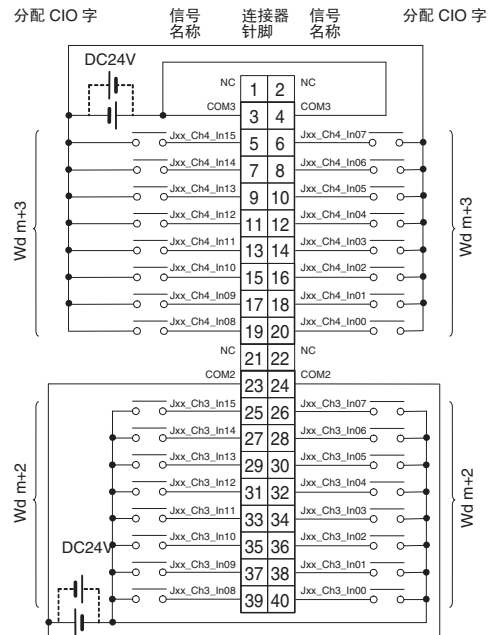 分配 CIO 字 信号名称 连接器针脚 信号名称 分配 CIO 字
DC24V
NC 1 2 NC
COM3 3 4 COM3
Jxx_Ch4_In15 5 6 Jxx_Ch4_In07
Jxx_Ch4_In14 7 8 Jxx_Ch4_In06
Jxx_Ch4_In13 9 10 Jxx_Ch4_In05
Jxx_Ch4_In12 11 12 Jxx_Ch4_In04
Wd m+3 Wd m+3
Jxx_Ch4_In11 13 14 Jxx_Ch4_In03
Jxx_Ch4_In10 15 16 Jxx_Ch4_In02
Jxx_Ch4_In09 17 18 Jxx_Ch4_In01
Jxx_Ch4_In08 19 20 Jxx_Ch4_In00
NC 21 22 NC
COM2 23 24 COM2
Jxx_Ch3_In15 25 26 Jxx_Ch3_In07
Jxx_Ch3_In14 27 28 Jxx_Ch3_In06
Jxx_Ch3_In13 29 30 Jxx_Ch3_In05
Jxx_Ch3_In12 31 32 Jxx_Ch3_In04
Wd m+2 Wd m+2
Jxx_Ch3_In11 33 34 Jxx_Ch3_In03
Jxx_Ch3_In10 35 36 Jxx_Ch3_In02
DC24V
Jxx_Ch3_In09 37 38 Jxx_Ch3_In01
Jxx_Ch3_In08 39 40 Jxx_Ch3_In00